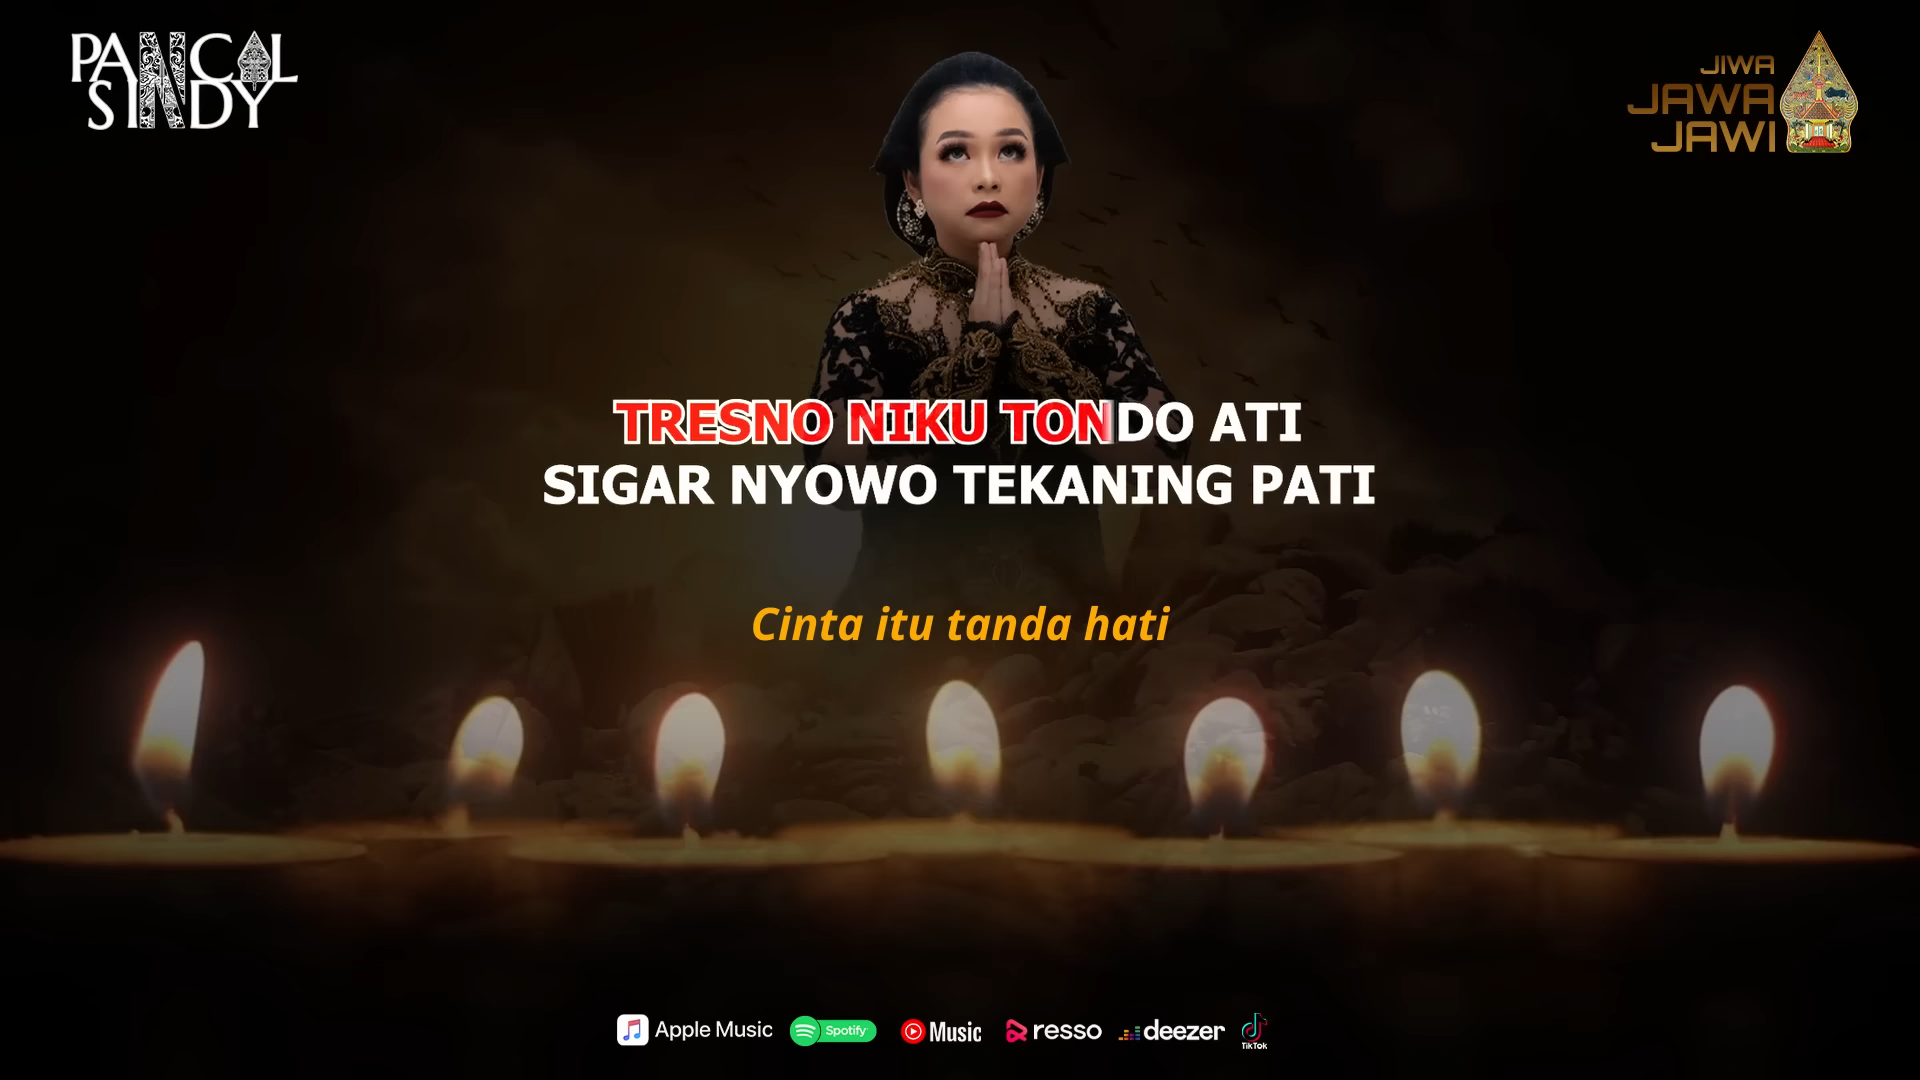 PANCAL
SINDY
JIWA
JAWA
JAWI
TRESNO NIKU TONDO ATI
SIGAR NYOWO TEKANING PATI
Cinta itu tanda hati
Apple Music Spotify Music resso deezer TikTok